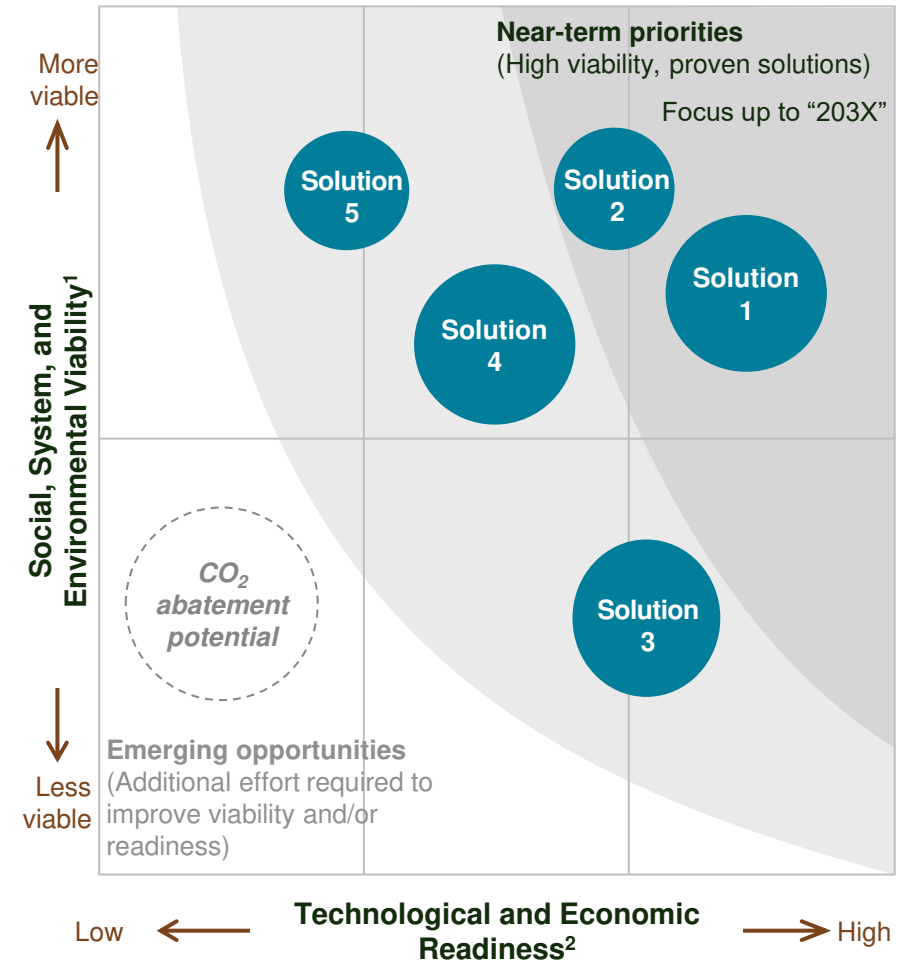 Near-term priorities
(High viability, proven solutions)
Focus up to “203X”
More
viable
Solution
5
Solution
2
Solution
1
Solution
4
Social, System, and
Environmental Viability¹
CO₂
abatement
potential
Solution
3
Emerging opportunities
(Additional effort required to
improve viability and/or
readiness)
Less
viable
Low
Technological and Economic
Readiness²
High